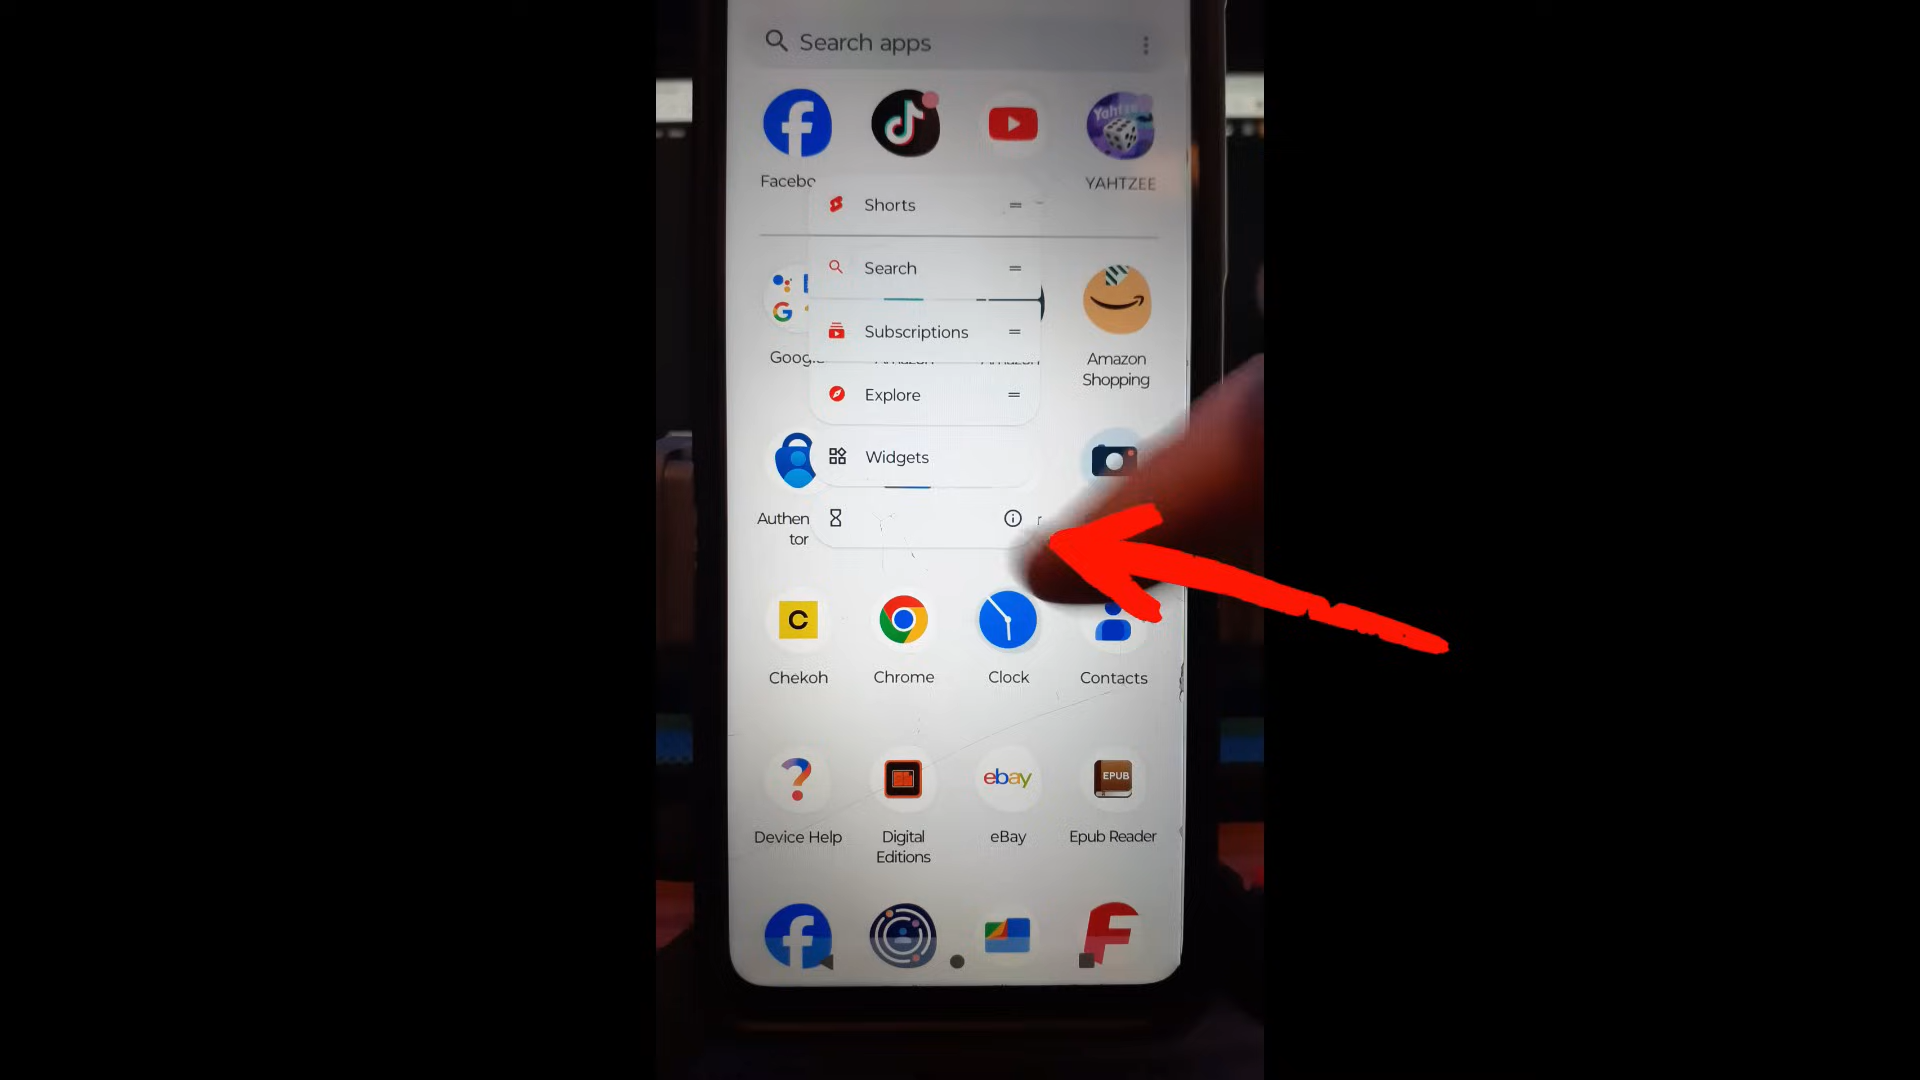 Search apps
Yahtzee
Facebo
YAHTZEE
Shorts
Search
Goog
Subscriptions
Amazon Shopping
Explore
Widgets
Authen
tor
C
Chekoh
Chrome
Clock
Contacts
ebay
EPUB
Device Help
Digital
Editions
eBay
Epub Reader